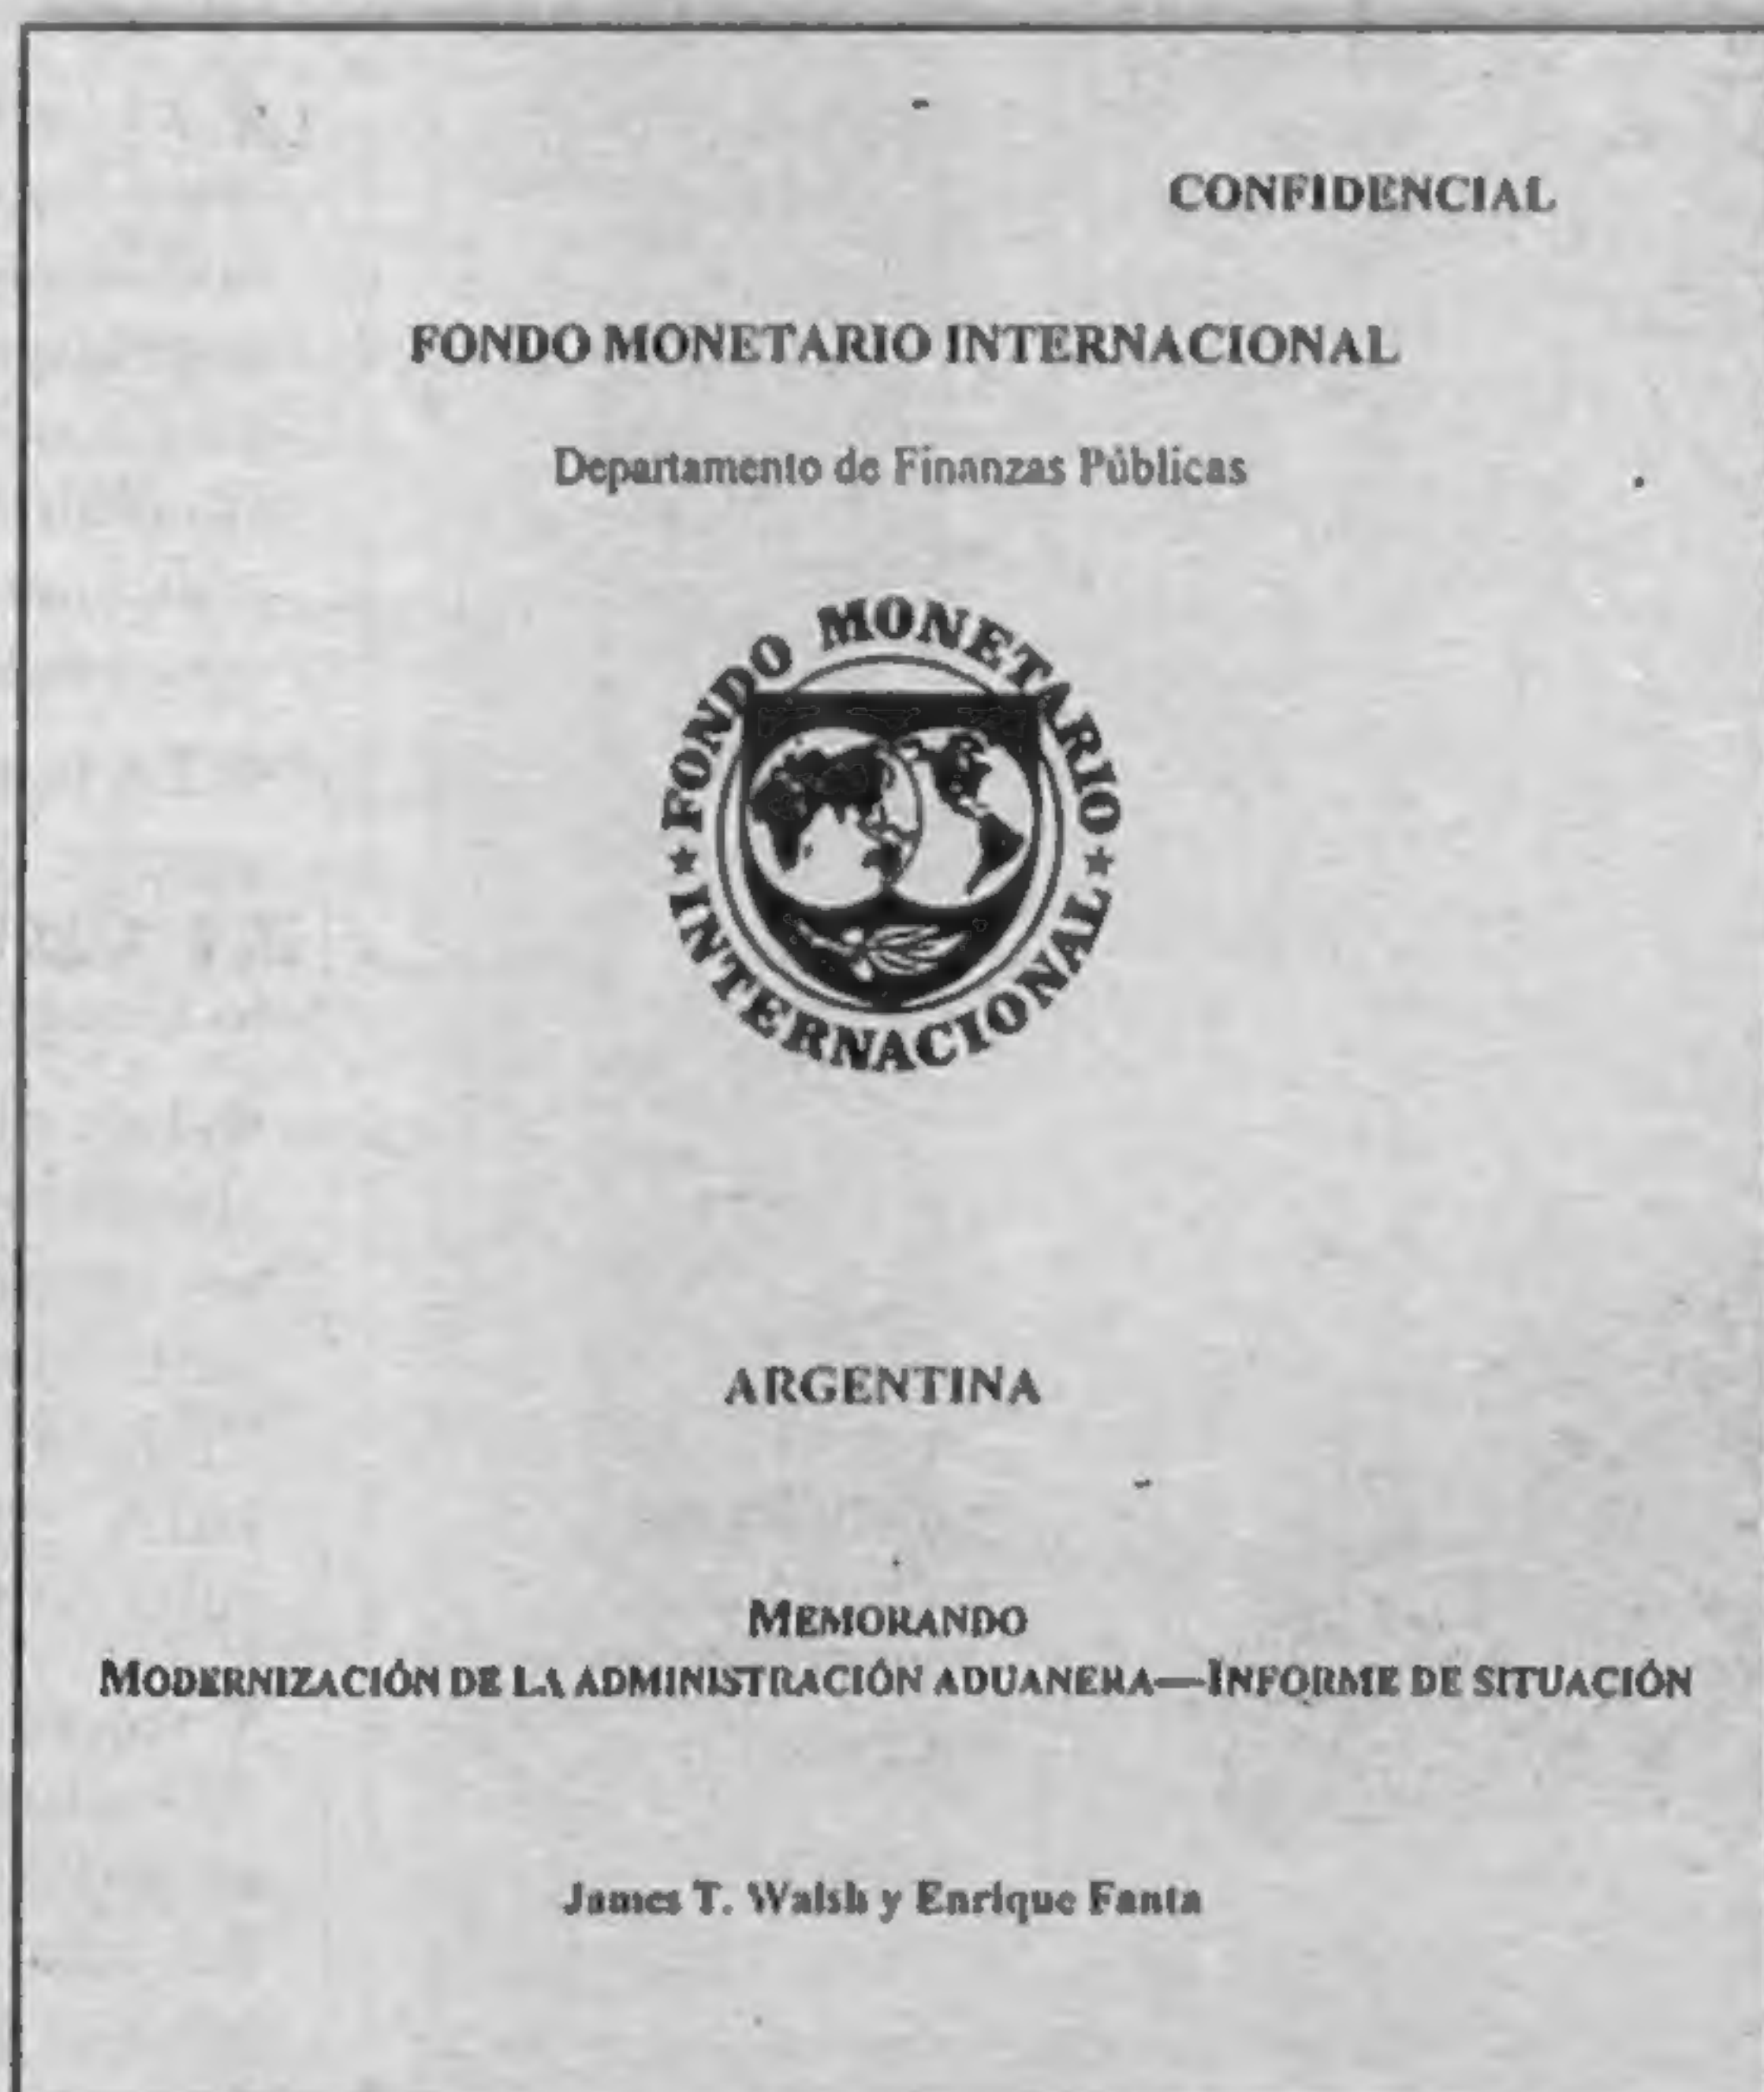 CONFIDENCIAL
FONDO MONETARIO INTERNACIONAL
Departamento de Finanzas Públicas
FONDO MONETARIO
INTERNACIONAL
ARGENTINA
MEMORANDO
MODERNIZACIÓN DE LA ADMINISTRACIÓN ADUANERA—INFORME DE SITUACIÓN
James T. Walsh y Enrique Fanta